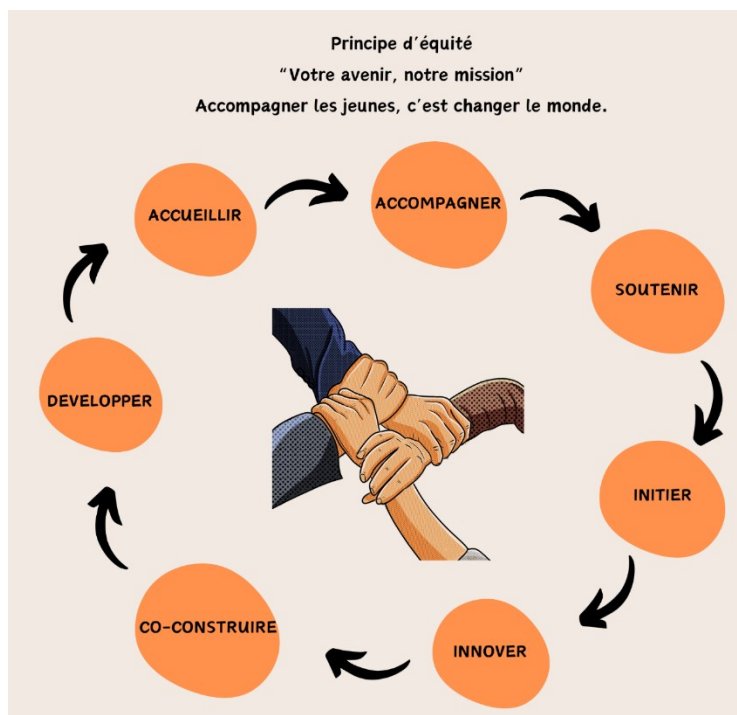 Principe d'équité
"Votre avenir, notre mission"
Accompagner les jeunes, c'est changer le monde.
ACCUEILLIR
ACCOMPAGNER
SOUTENIR
INITIER
INNOVER
CO-CONSTRUIRE
DEVELOPPER